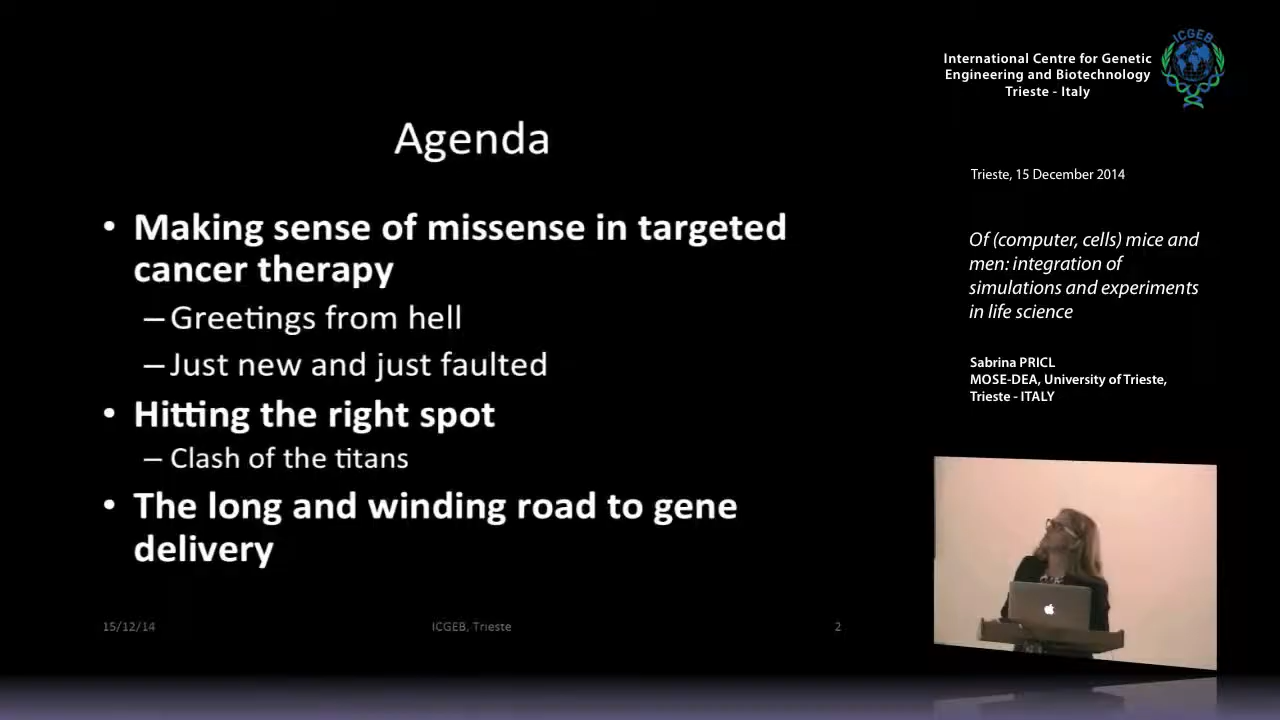 Agenda
• Making sense of missense in targeted
cancer therapy
– Greetings from hell
– Just new and just faulted
• Hitting the right spot
– Clash of the titans
• The long and winding road to gene
delivery
15/12/14
ICGEB, Trieste
2
International Centre for Genetic
Engineering and Biotechnology
Trieste - Italy
ICGEB
Trieste, 15 December 2014
Of (computer, cells) mice and
men: integration of
simulations and experiments
in life science
Sabrina PRICL
MOSE-DEA, University of Trieste,
Trieste - ITALY